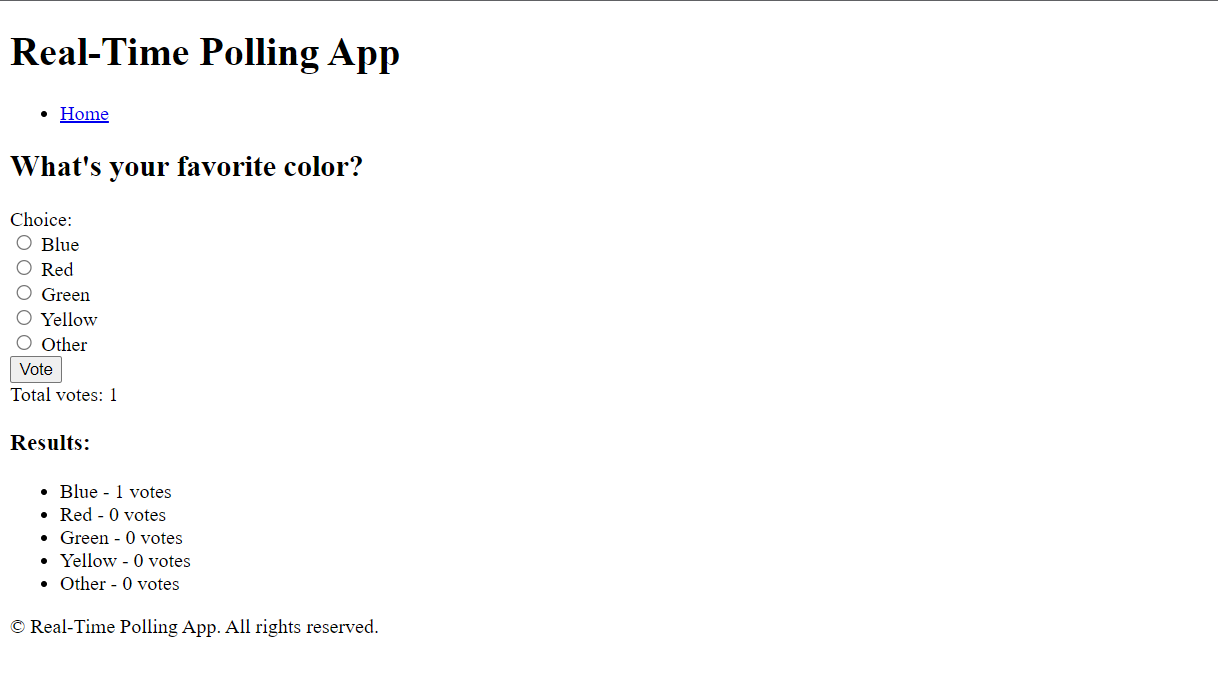 Real-Time Polling App
Home
What's your favorite color?
Choice:
Blue
Red
Green
Yellow
Other
Vote
Total votes: 1
Results:
Blue - 1 votes
Red - 0 votes
Green - 0 votes
Yellow - 0 votes
Other - 0 votes
© Real-Time Polling App. All rights reserved.